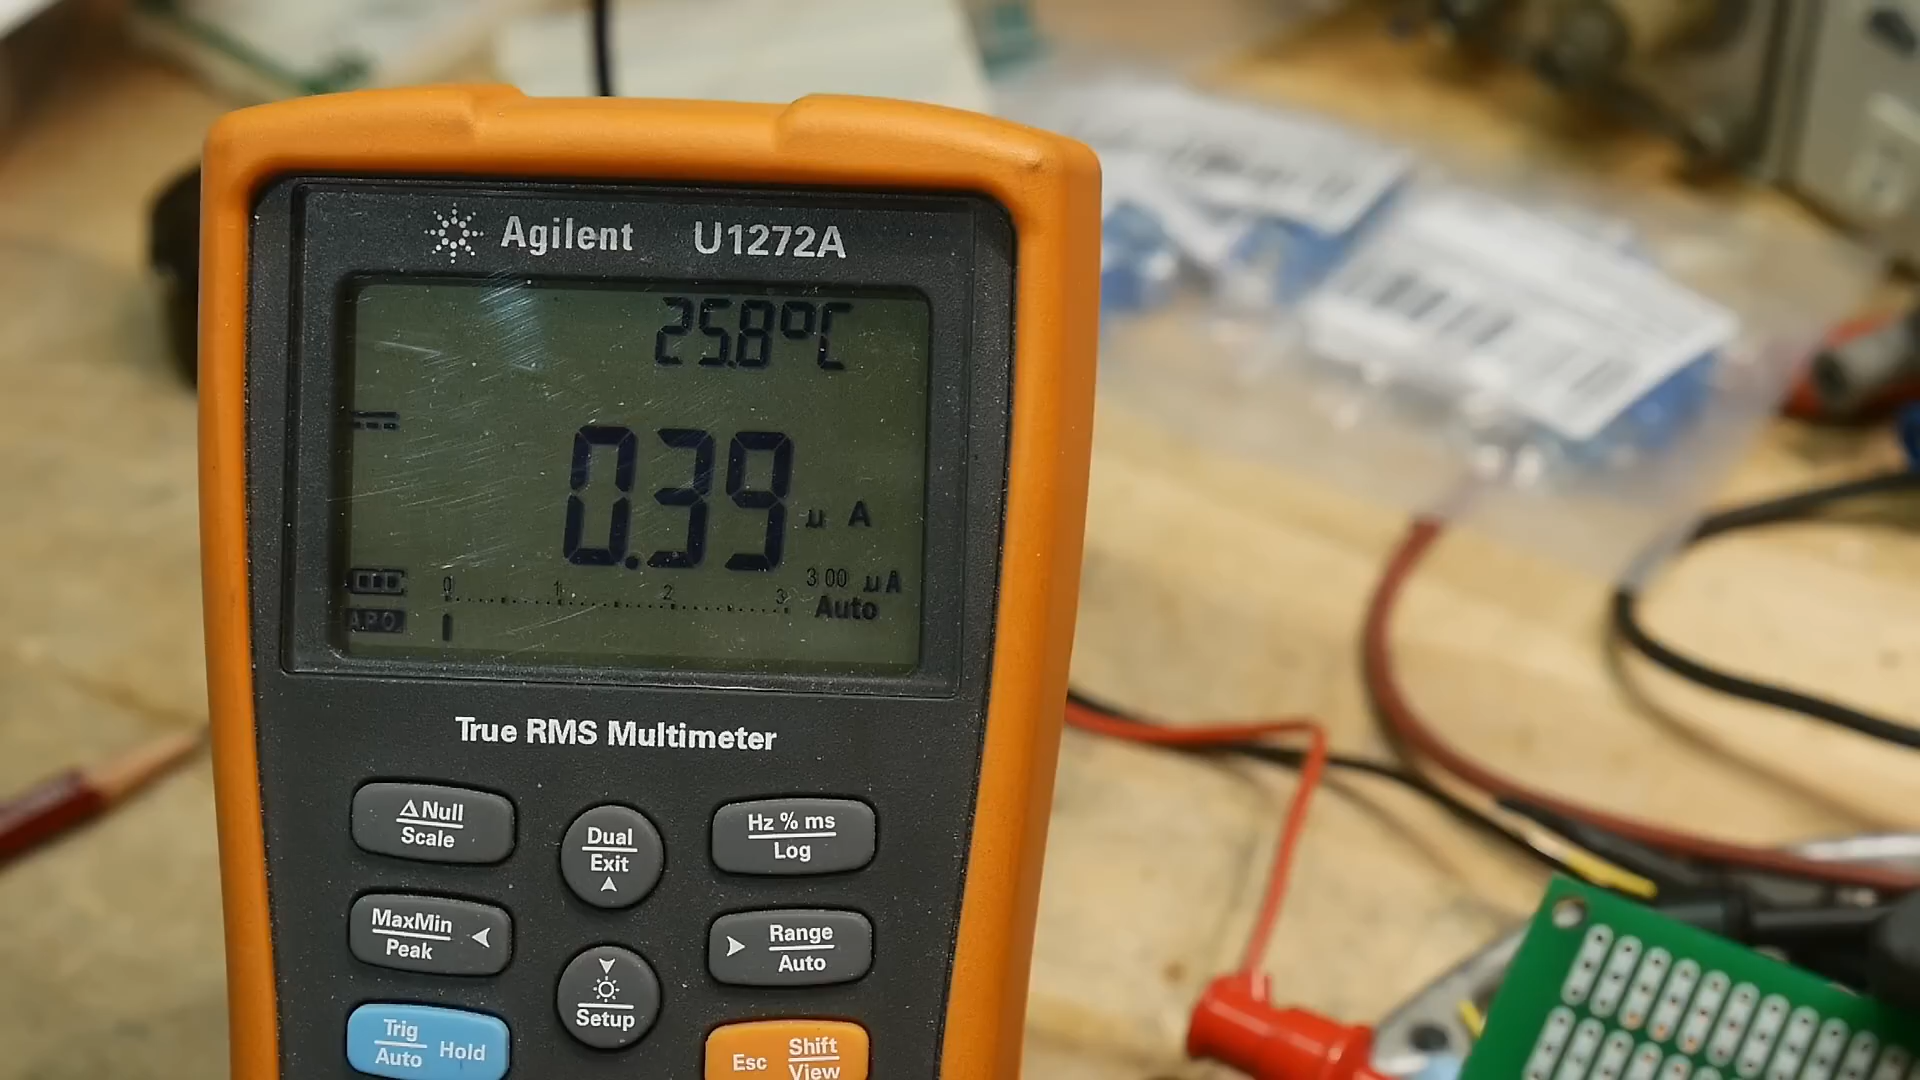 Agilent U1272A
25.8°C
0.39 µ A
0 1 2 3 300 µA
APO Auto
True RMS Multimeter
ΔNull
Scale
Dual
Exit
Hz % ms
Log
MaxMin
Peak
Range
Auto
Setup
Trig
Auto Hold
Esc Shift
View